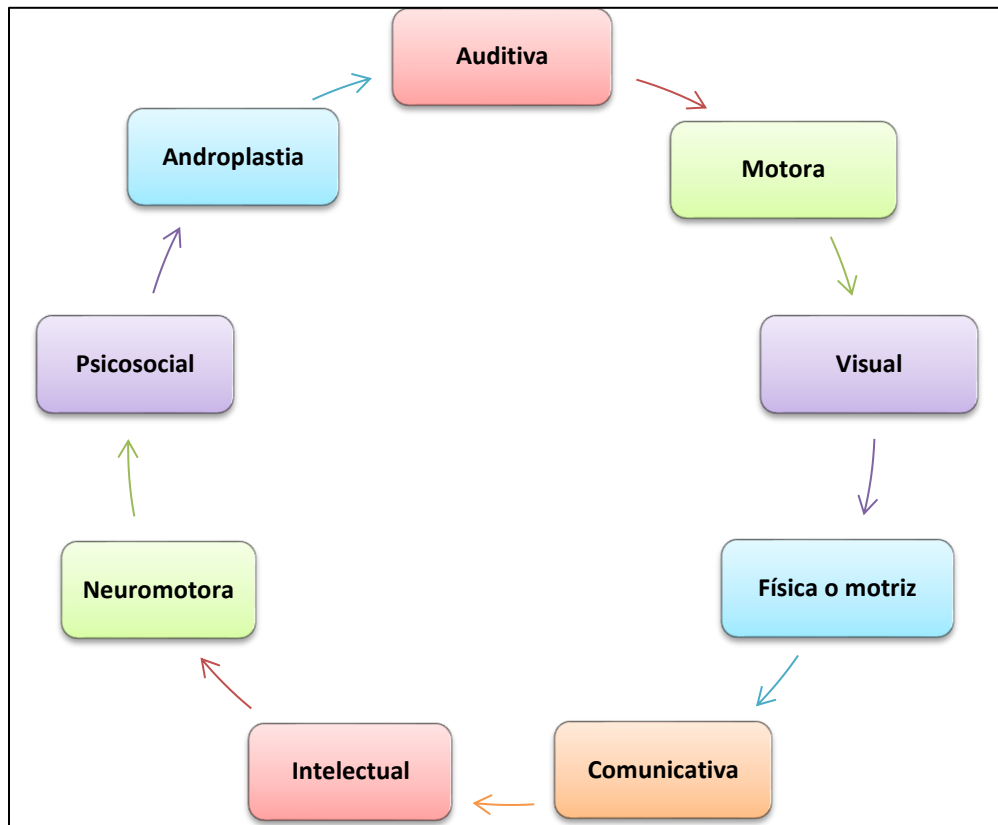 Auditiva
Motora
Visual
Física o motriz
Comunicativa
Intelectual
Neuromotora
Psicosocial
Androplastia